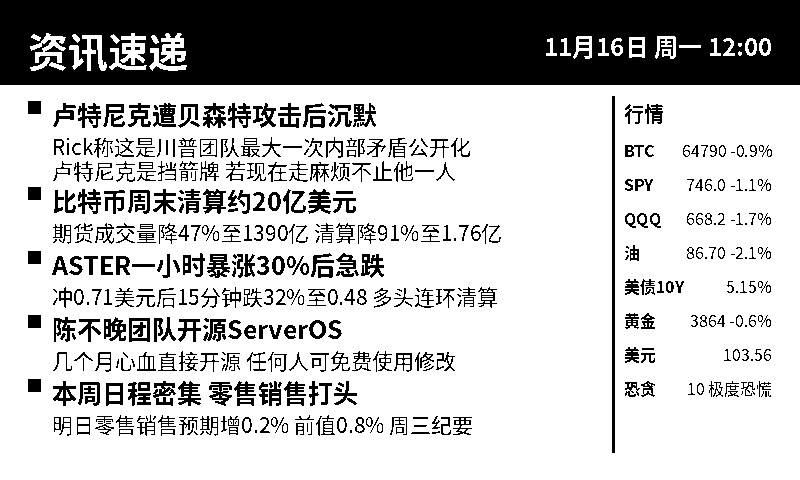 资讯速递
11月16日 周一 12:00
卢特尼克遭贝森特攻击后沉默
Rick称这是川普团队最大一次内部矛盾公开化
卢特尼克是挡箭牌 若现在走麻烦不止他一人
比特币周末清算约20亿美元
期货成交量降47%至1390亿 清算降91%至1.76亿
ASTER一小时暴涨30%后急跌
冲0.71美元后15分钟跌32%至0.48 多头连环清算
陈不晚团队开源ServerOS
几个月心血直接开源 任何人可免费使用修改
本周日程密集 零售销售打头
明日零售销售预期增0.2% 前值0.8% 周三纪要
行情
BTC 64790 -0.9%
SPY 746.0 -1.1%
QQQ 668.2 -1.7%
油 86.70 -2.1%
美债10Y 5.15%
黄金 3864 -0.6%
美元 103.56
恐贪 10 极度恐慌